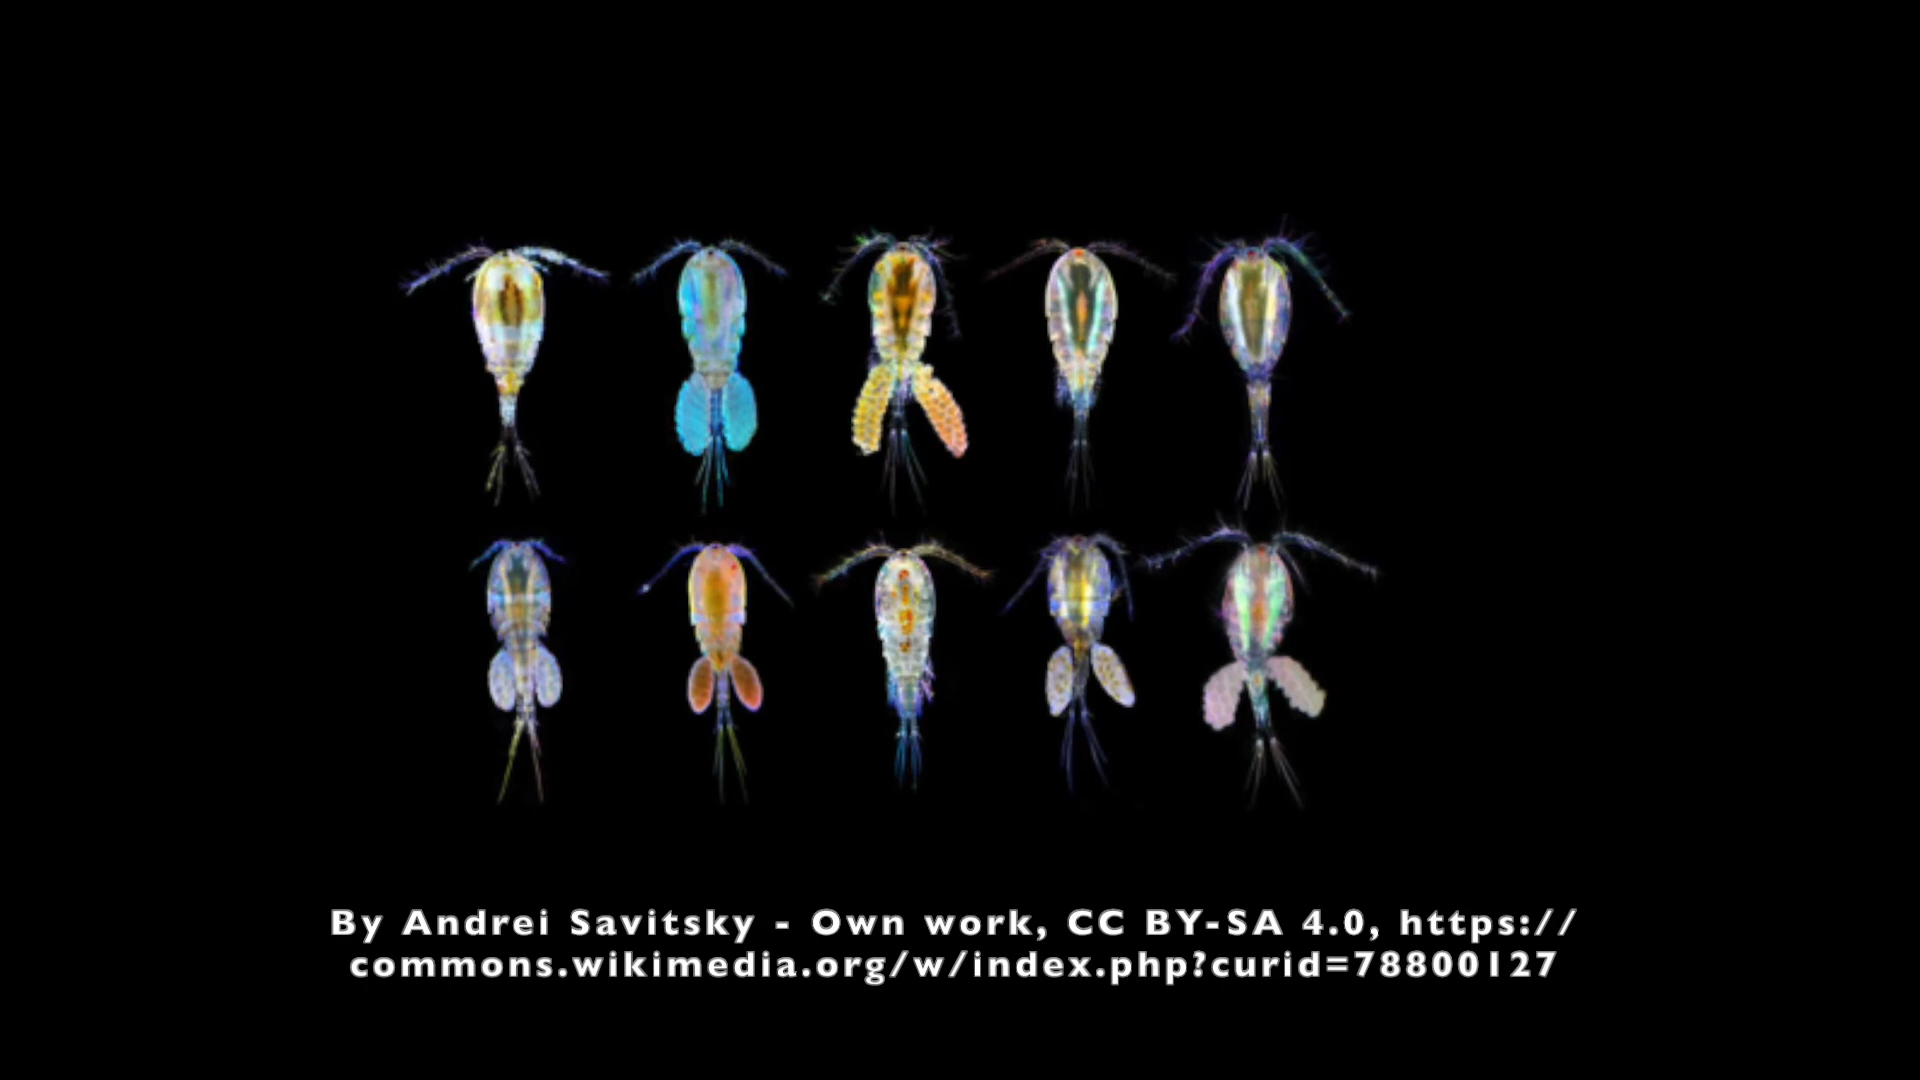 By Andrei Savitsky - Own work, CC BY-SA 4.0, https://
commons.wikimedia.org/w/index.php?curid=78800127